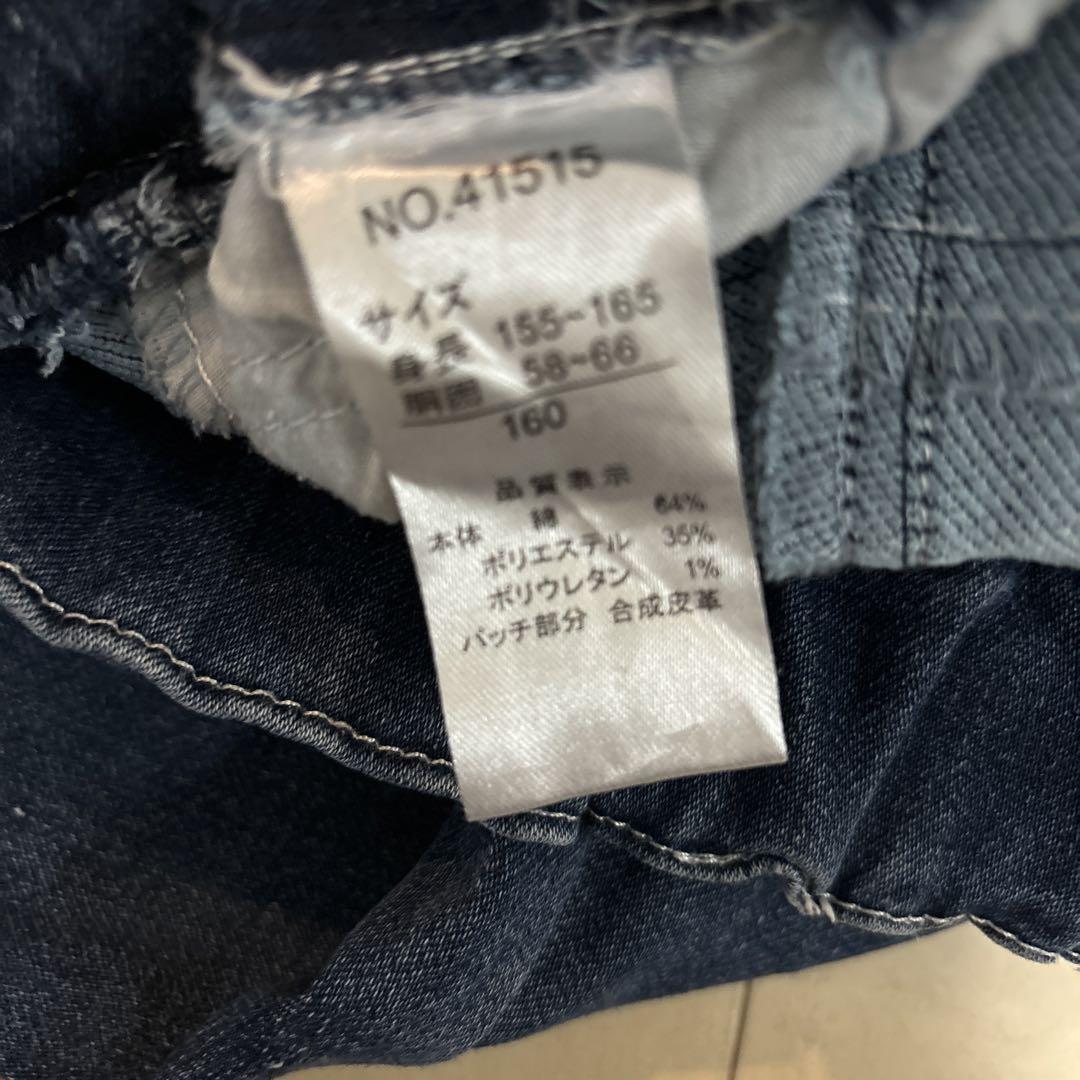 NO.41515
サイズ
身長 155~165
胴囲 58~66
160
品質表示
本体 綿 64%
ポリエステル 35%
ポリウレタン 1%
パッチ部分 合成皮革